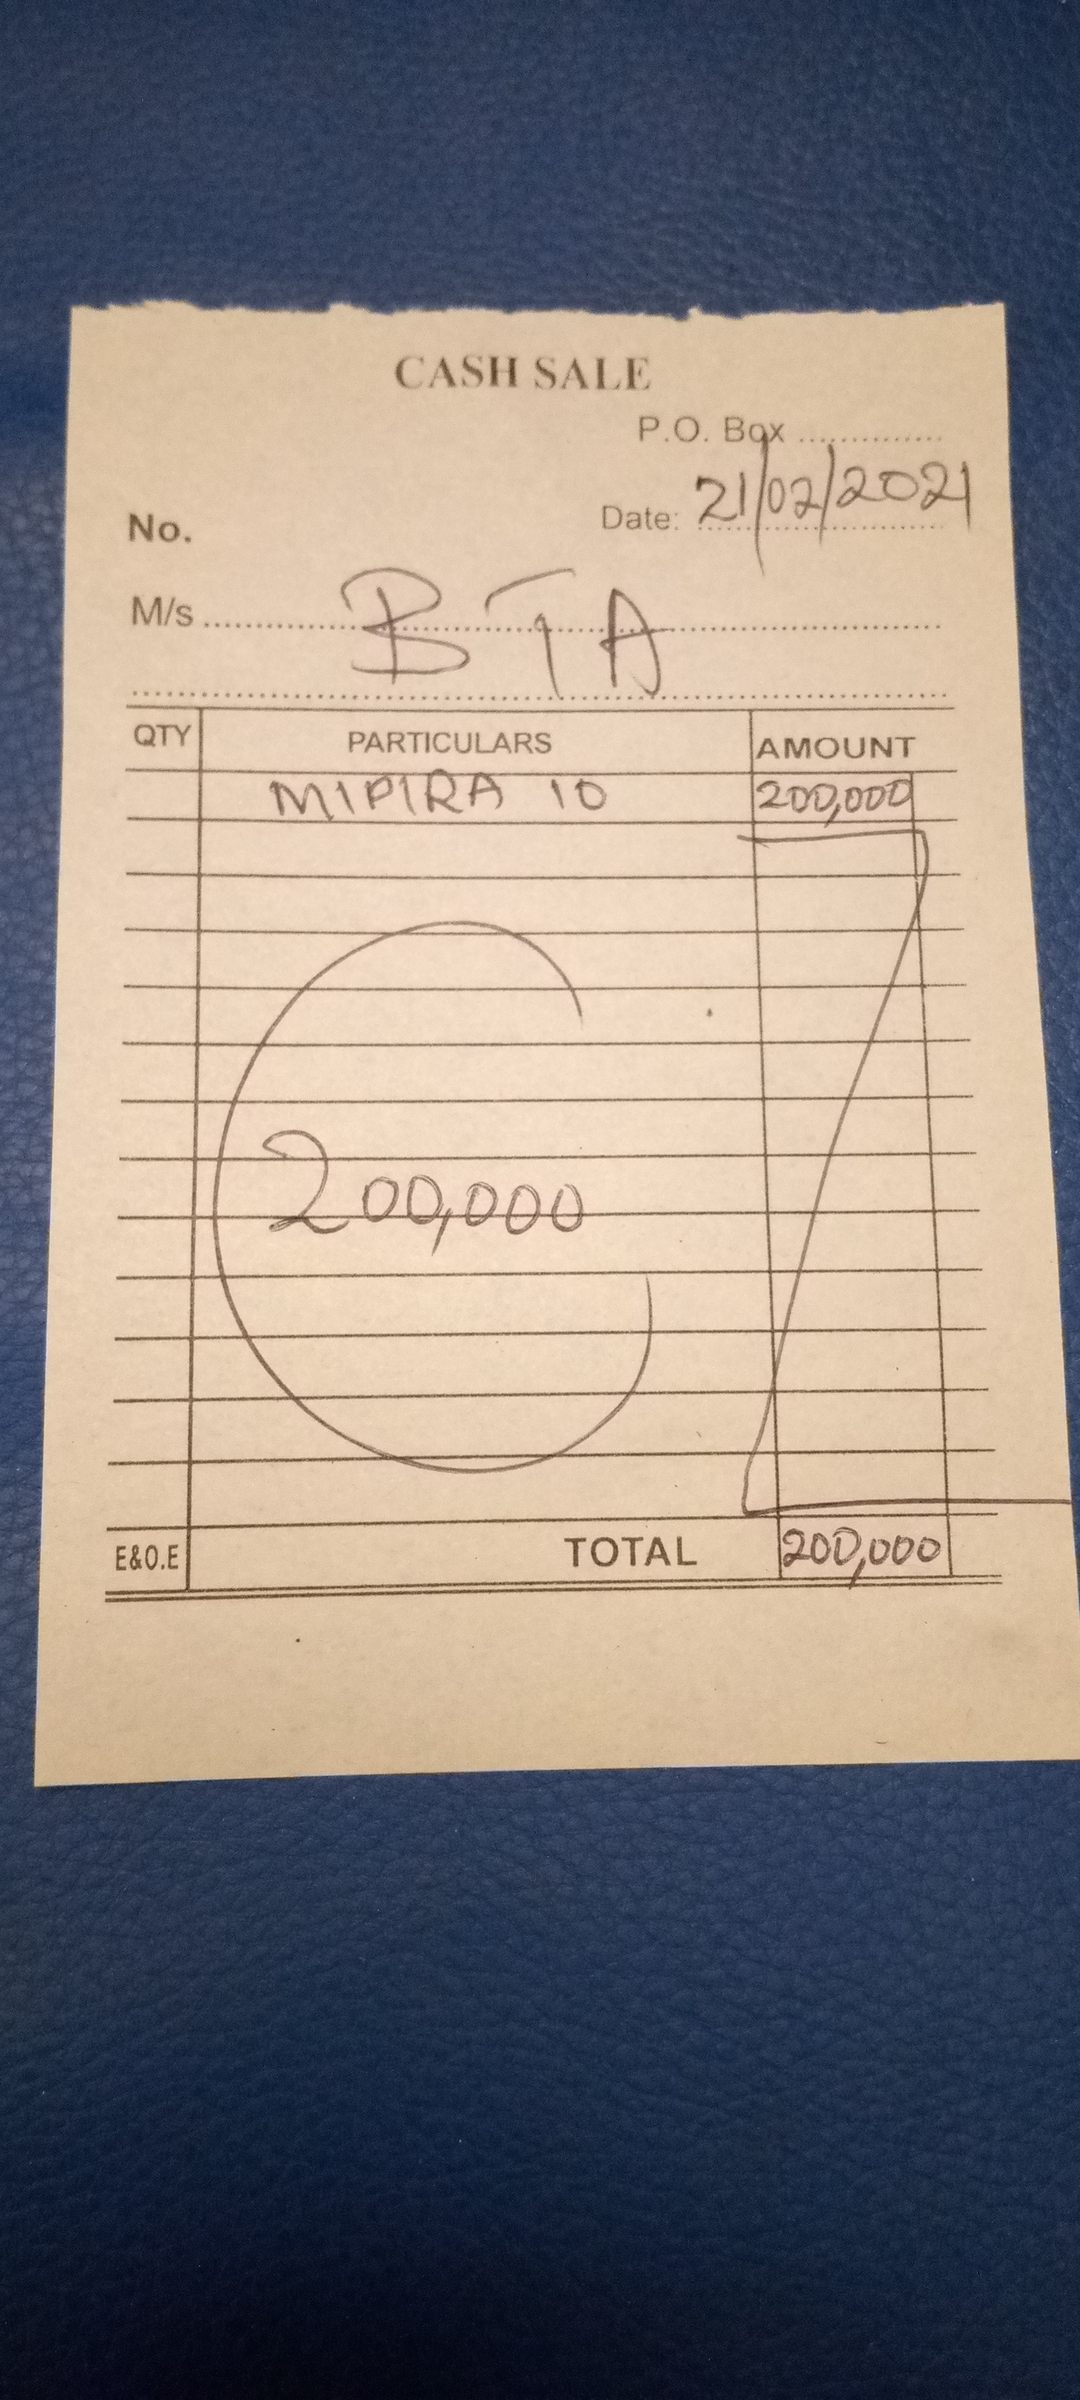 CASH SALE
P.O. Box ..............
Date: 21/02/2021
No.
M/s BTA
QTY PARTICULARS AMOUNT
MIPIRA 10 200,000
200,000
E&O.E TOTAL 200,000